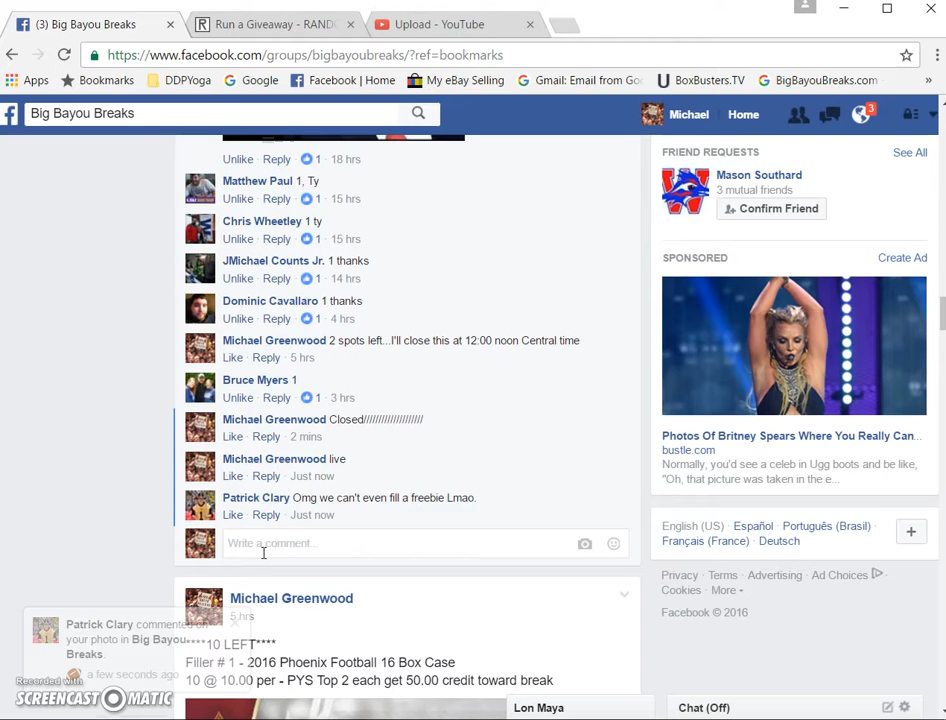 (3) Big Bayou Breaks
Run a Giveaway - RAND
Upload - YouTube
https://www.facebook.com/groups/bigbayoubreaks/?ref=bookmarks
Apps Bookmarks DDPYoga Google Facebook | Home My eBay Selling Gmail: Email from Goo BoxBusters.TV BigBayouBreaks.com »
Big Bayou Breaks
Michael Home 3
Unlike · Reply · 1 · 18 hrs
Matthew Paul 1, Ty
Unlike · Reply · 1 · 15 hrs
Chris Wheetley 1 ty
Unlike · Reply · 1 · 15 hrs
JMichael Counts Jr. 1 thanks
Unlike · Reply · 1 · 14 hrs
Dominic Cavallaro 1 thanks
Unlike · Reply · 1 · 4 hrs
Michael Greenwood 2 spots left...I'll close this at 12:00 noon Central time
Like · Reply · 5 hrs
Bruce Myers 1
Unlike · Reply · 1 · 3 hrs
Michael Greenwood Closed///////////////////
Like · Reply · 2 mins
Michael Greenwood live
Like · Reply · Just now
Patrick Clary Omg we can't even fill a freebie Lmao.
Like · Reply · Just now
Write a comment...
Michael Greenwood
5 hrs
****10 LEFT****
Filler # 1 - 2016 Phoenix Football 16 Box Case
10 @ 10.00 per - PYS Top 2 each get 50.00 credit toward break
Patrick Clary commented on
your photo in Big Bayou
Breaks.
a few seconds ago
Recorded with
SCREENCAST-O-MATIC
FRIEND REQUESTS See All
Mason Southard
3 mutual friends
Confirm Friend
SPONSORED Create Ad
Photos Of Britney Spears Where You Really Can...
bustle.com
Normally, you'd see a celeb in Ugg boots and be like,
"Oh, that picture was taken in the e...
English (US) · Español · Português (Brasil) ·
Français (France) · Deutsch
Privacy · Terms · Advertising · Ad Choices ·
Cookies · More
Facebook © 2016
Lon Maya
Chat (Off)